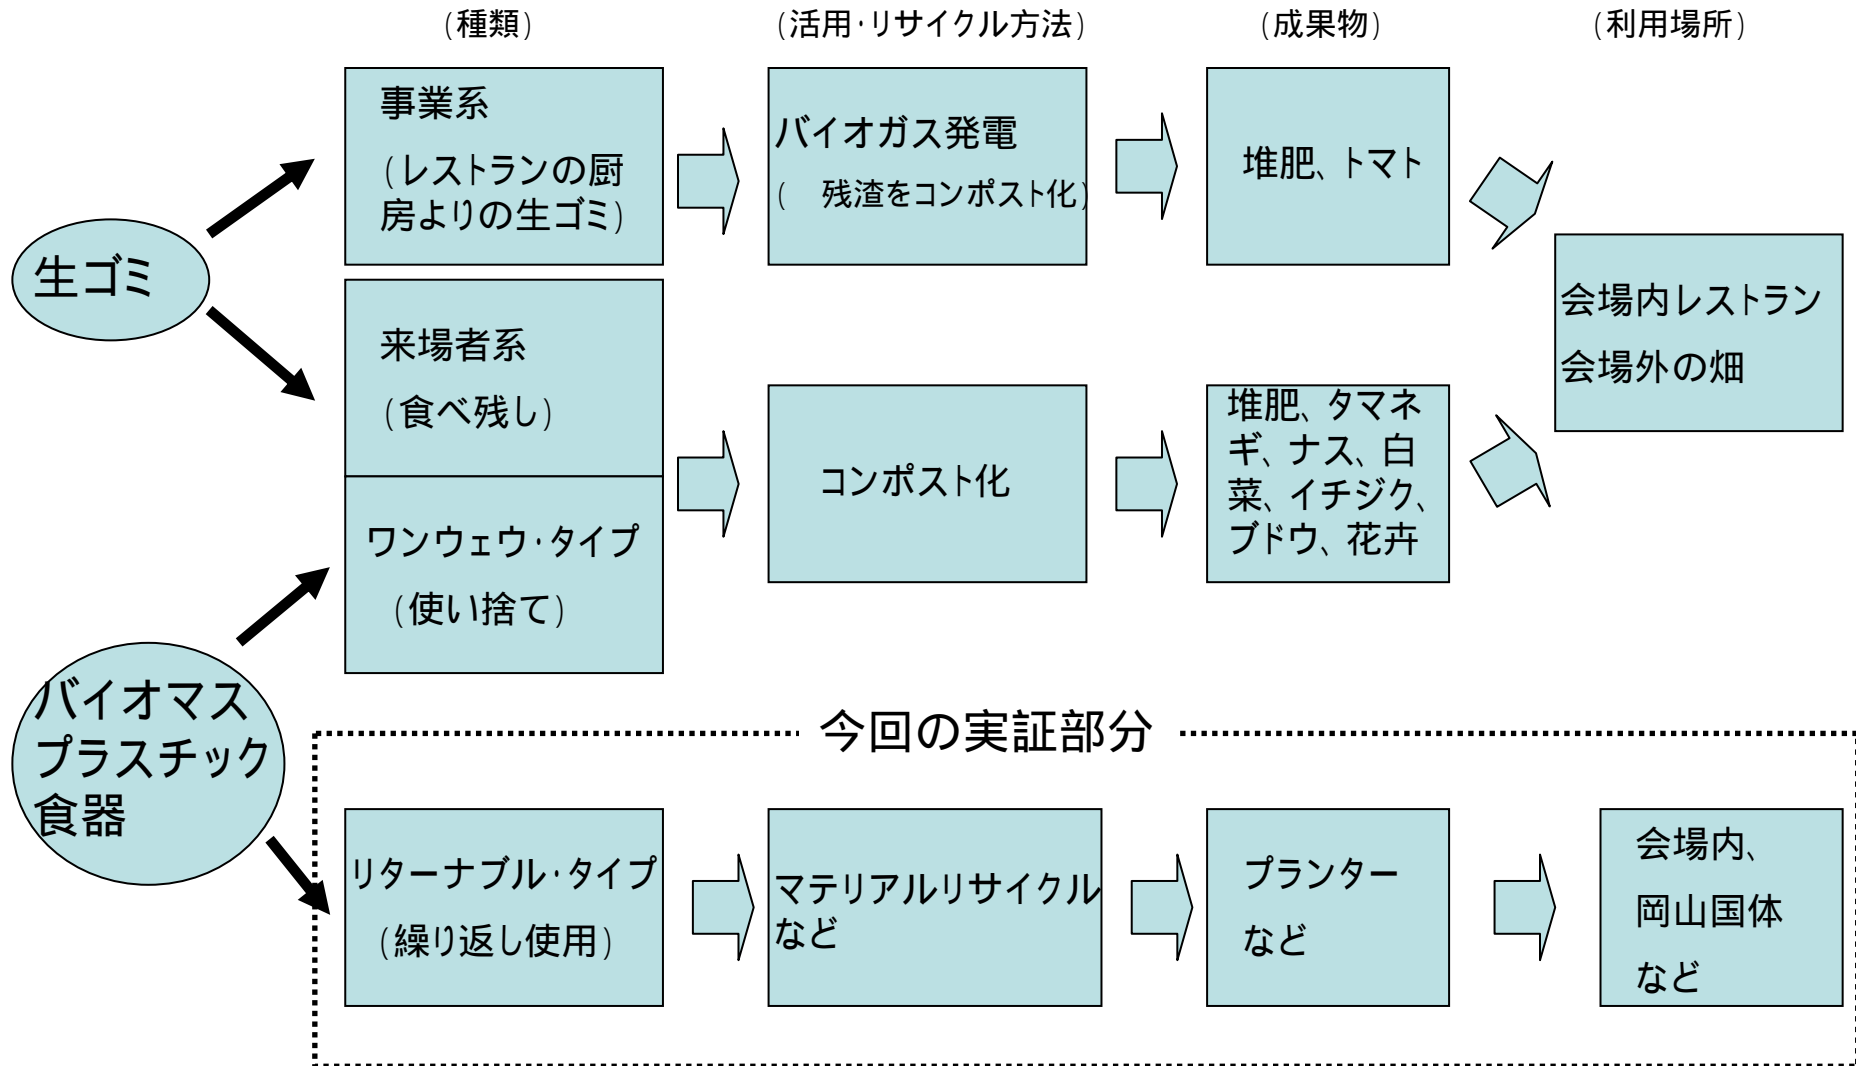 (種類)
(活用・リサイクル方法)
(成果物)
(利用場所)
生ゴミ
事業系
(レストランの厨
房よりの生ゴミ)
バイオガス発電
(　残渣をコンポスト化)
堆肥、トマト
来場者系
(食べ残し)
ワンウェウ・タイプ
(使い捨て)
コンポスト化
堆肥、タマネ
ギ、ナス、白
菜、イチジク、
ブドウ、花卉
会場内レストラン
会場外の畑
バイオマス
プラスチック
食器
今回の実証部分
リターナブル・タイプ
(繰り返し使用)
マテリアルリサイクル
など
プランター
など
会場内、
岡山国体
など